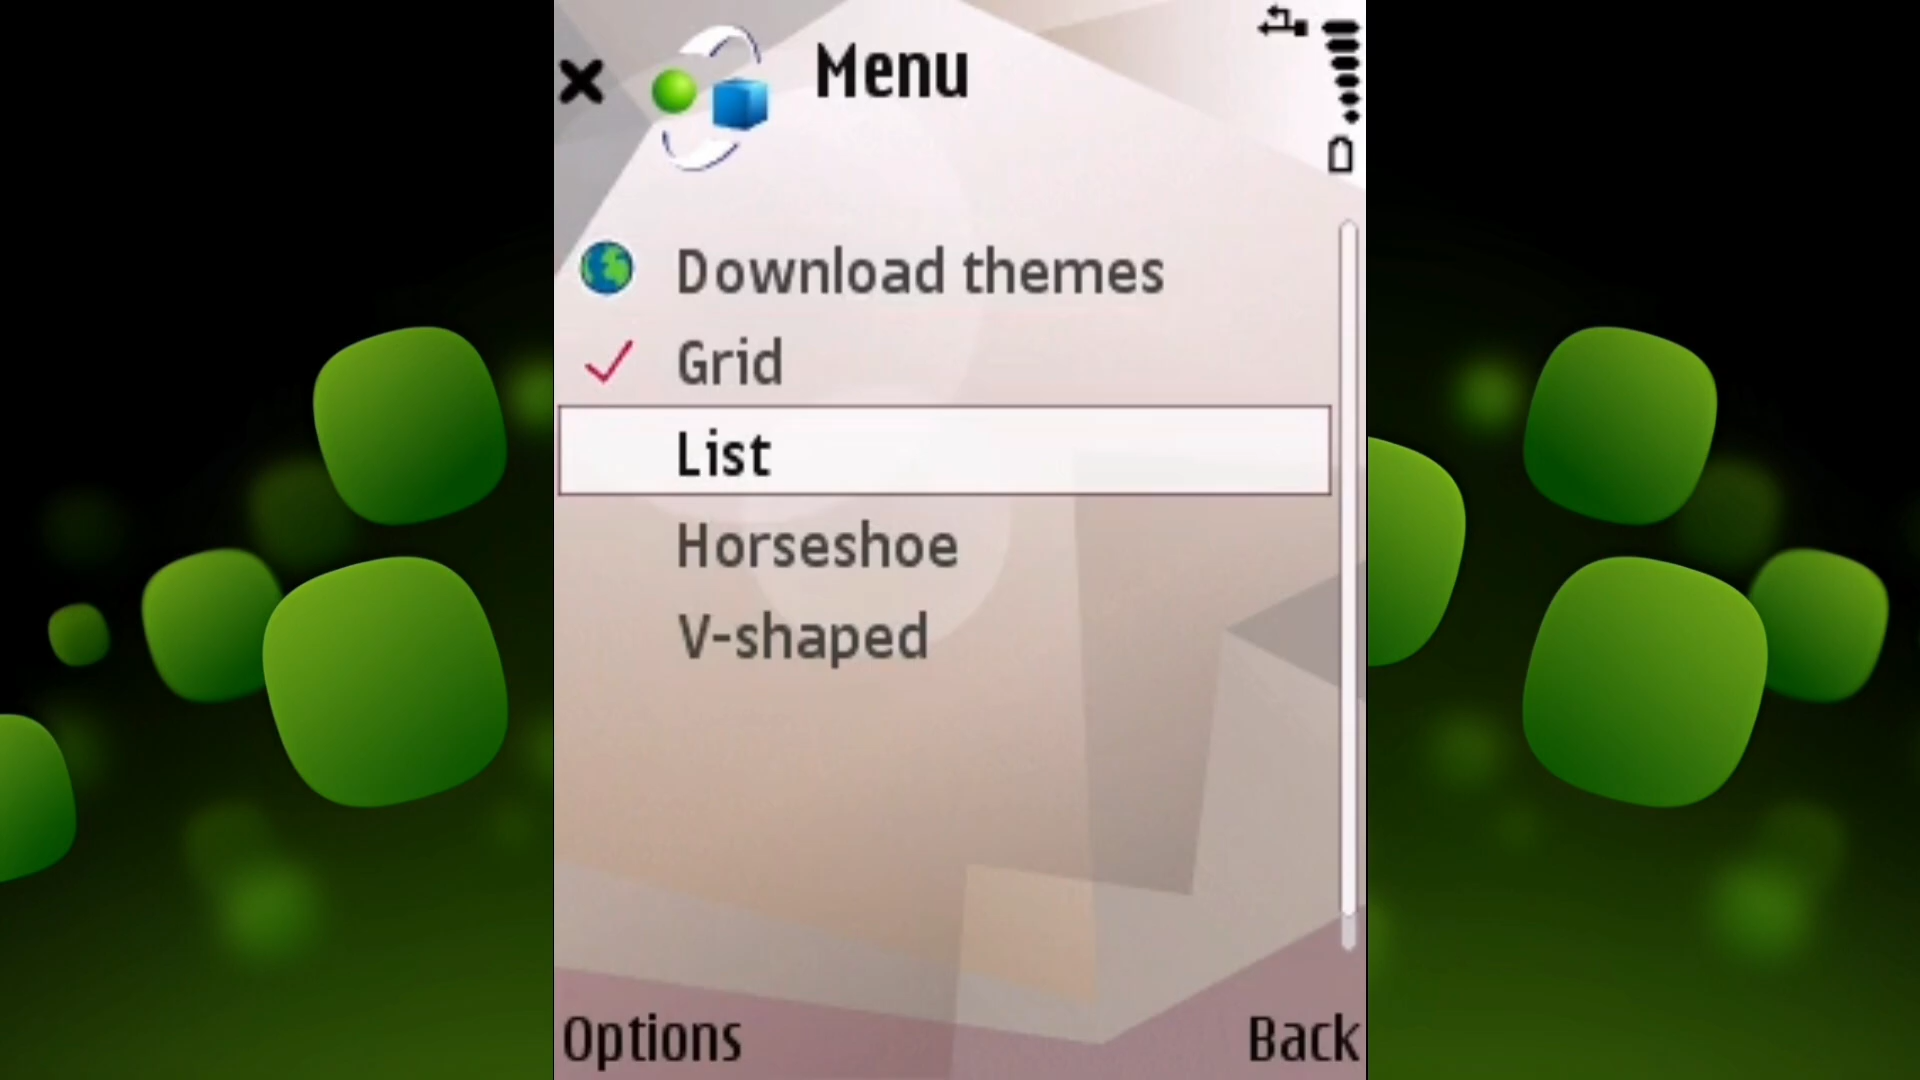 Menu
Download themes
Grid
List
Horseshoe
V-shaped
Options
Back